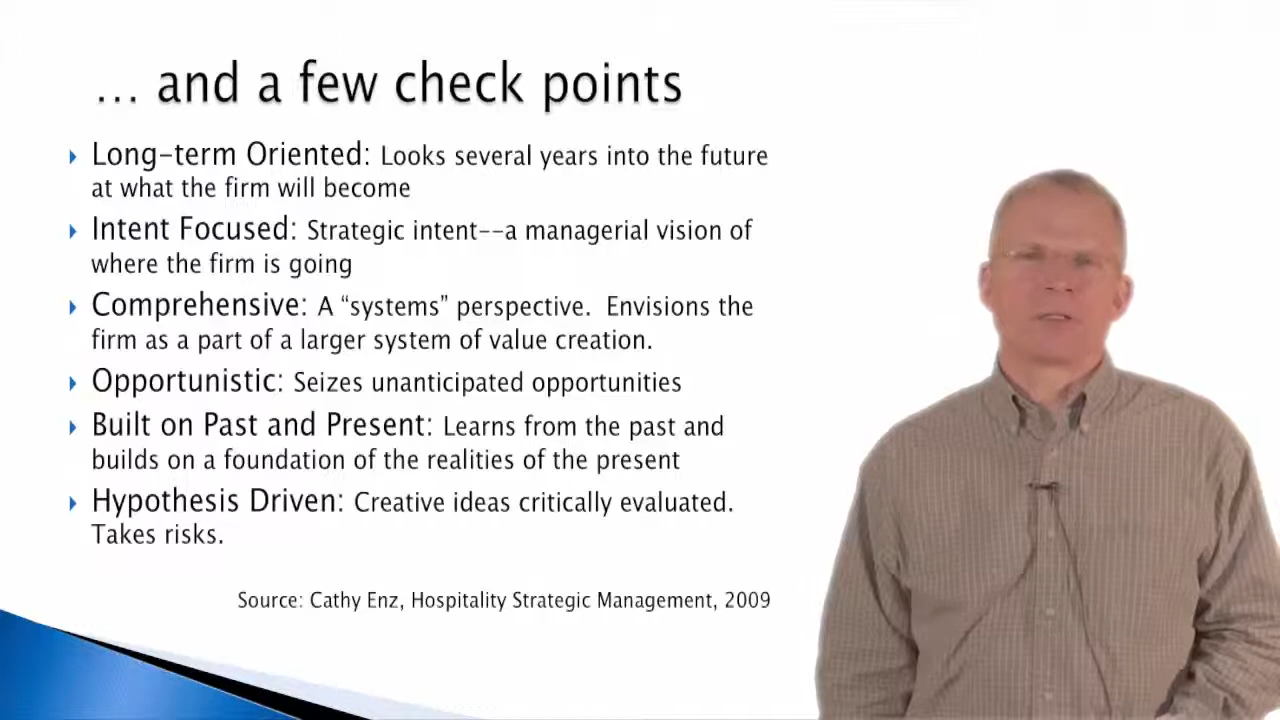 … and a few check points
Long-term Oriented: Looks several years into the future
at what the firm will become
Intent Focused: Strategic intent--a managerial vision of
where the firm is going
Comprehensive: A “systems” perspective.  Envisions the
firm as a part of a larger system of value creation.
Opportunistic: Seizes unanticipated opportunities
Built on Past and Present: Learns from the past and
builds on a foundation of the realities of the present
Hypothesis Driven: Creative ideas critically evaluated.
Takes risks.
Source: Cathy Enz, Hospitality Strategic Management, 2009